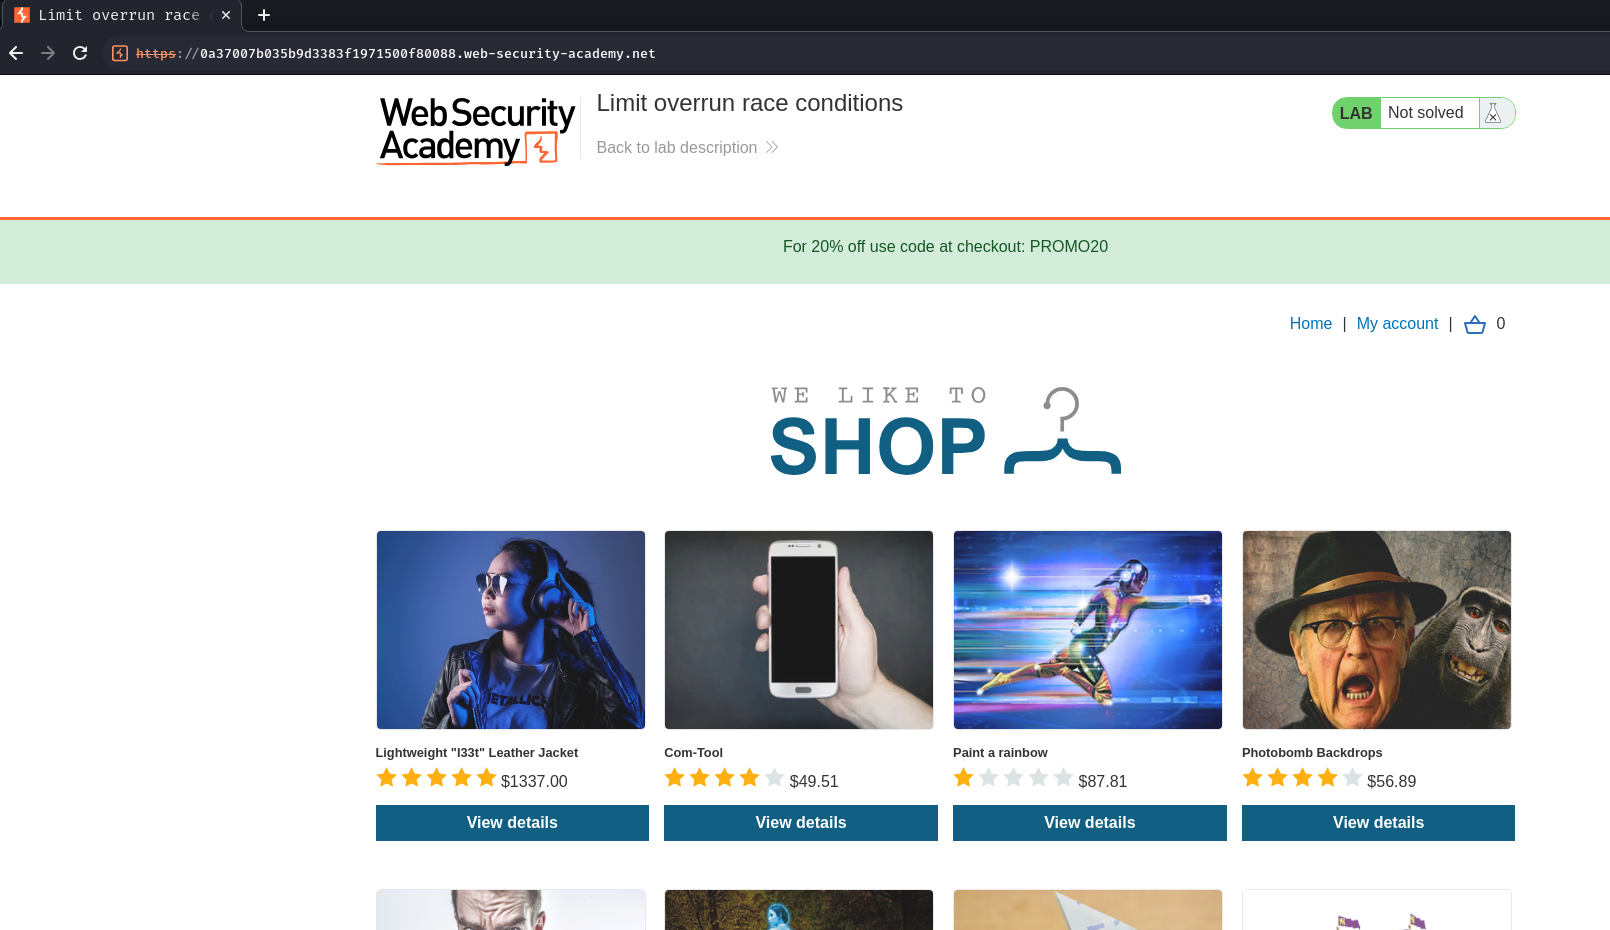 Limit overrun race
https://0a37007b035b9d3383f1971500f80088.web-security-academy.net
Web Security
Academy
Limit overrun race conditions
Back to lab description
LAB Not solved
For 20% off use code at checkout: PROMO20
Home | My account | 0
WE LIKE TO
SHOP
METALLICA
Lightweight "l33t" Leather Jacket
$1337.00
View details
Com-Tool
$49.51
View details
Paint a rainbow
$87.81
View details
Photobomb Backdrops
$56.89
View details